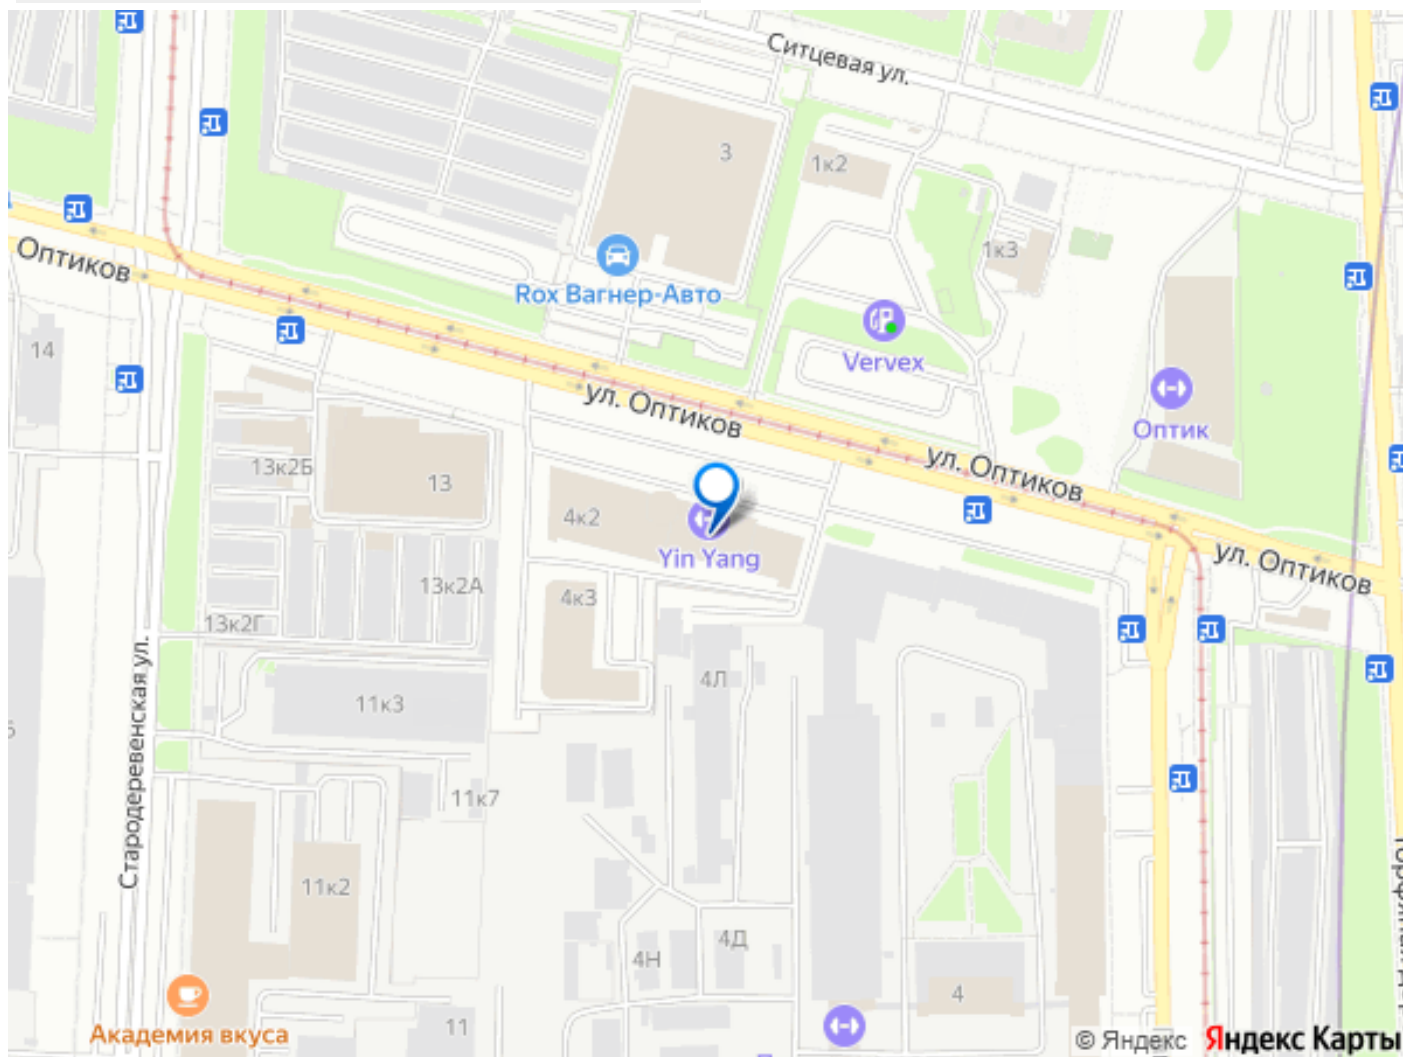 Ситцевая ул.
3
1к2
1к3
Оптиков
Rox Вагнер-Авто
Vervex
14
ул. Оптиков
Оптик
13к2Б
13
ул. Оптиков
4к2
Yin Yang
ул. Оптиков
13к2А
4к3
13к2Г
Стародеревенская ул.
4Л
11к3
11к7
11к2
4Д
4Н
4
11
Академия вкуса
© Яндекс
Яндекс Карты